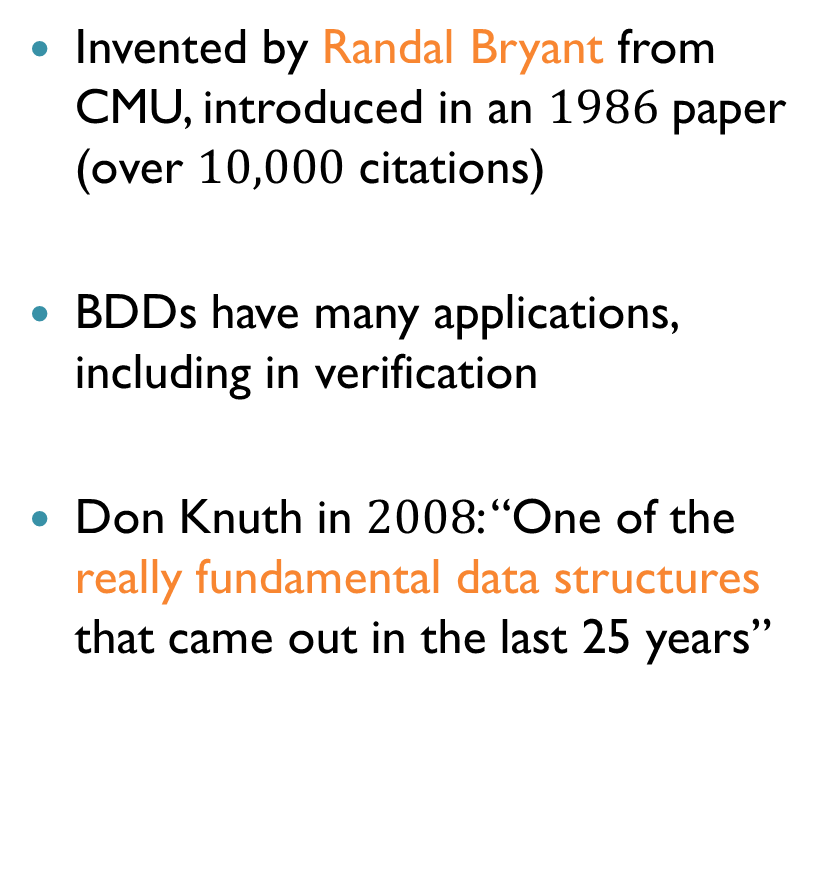 • Invented by Randal Bryant from
CMU, introduced in an 1986 paper
(over 10,000 citations)
• BDDs have many applications,
including in verification
• Don Knuth in 2008: “One of the
really fundamental data structures
that came out in the last 25 years”